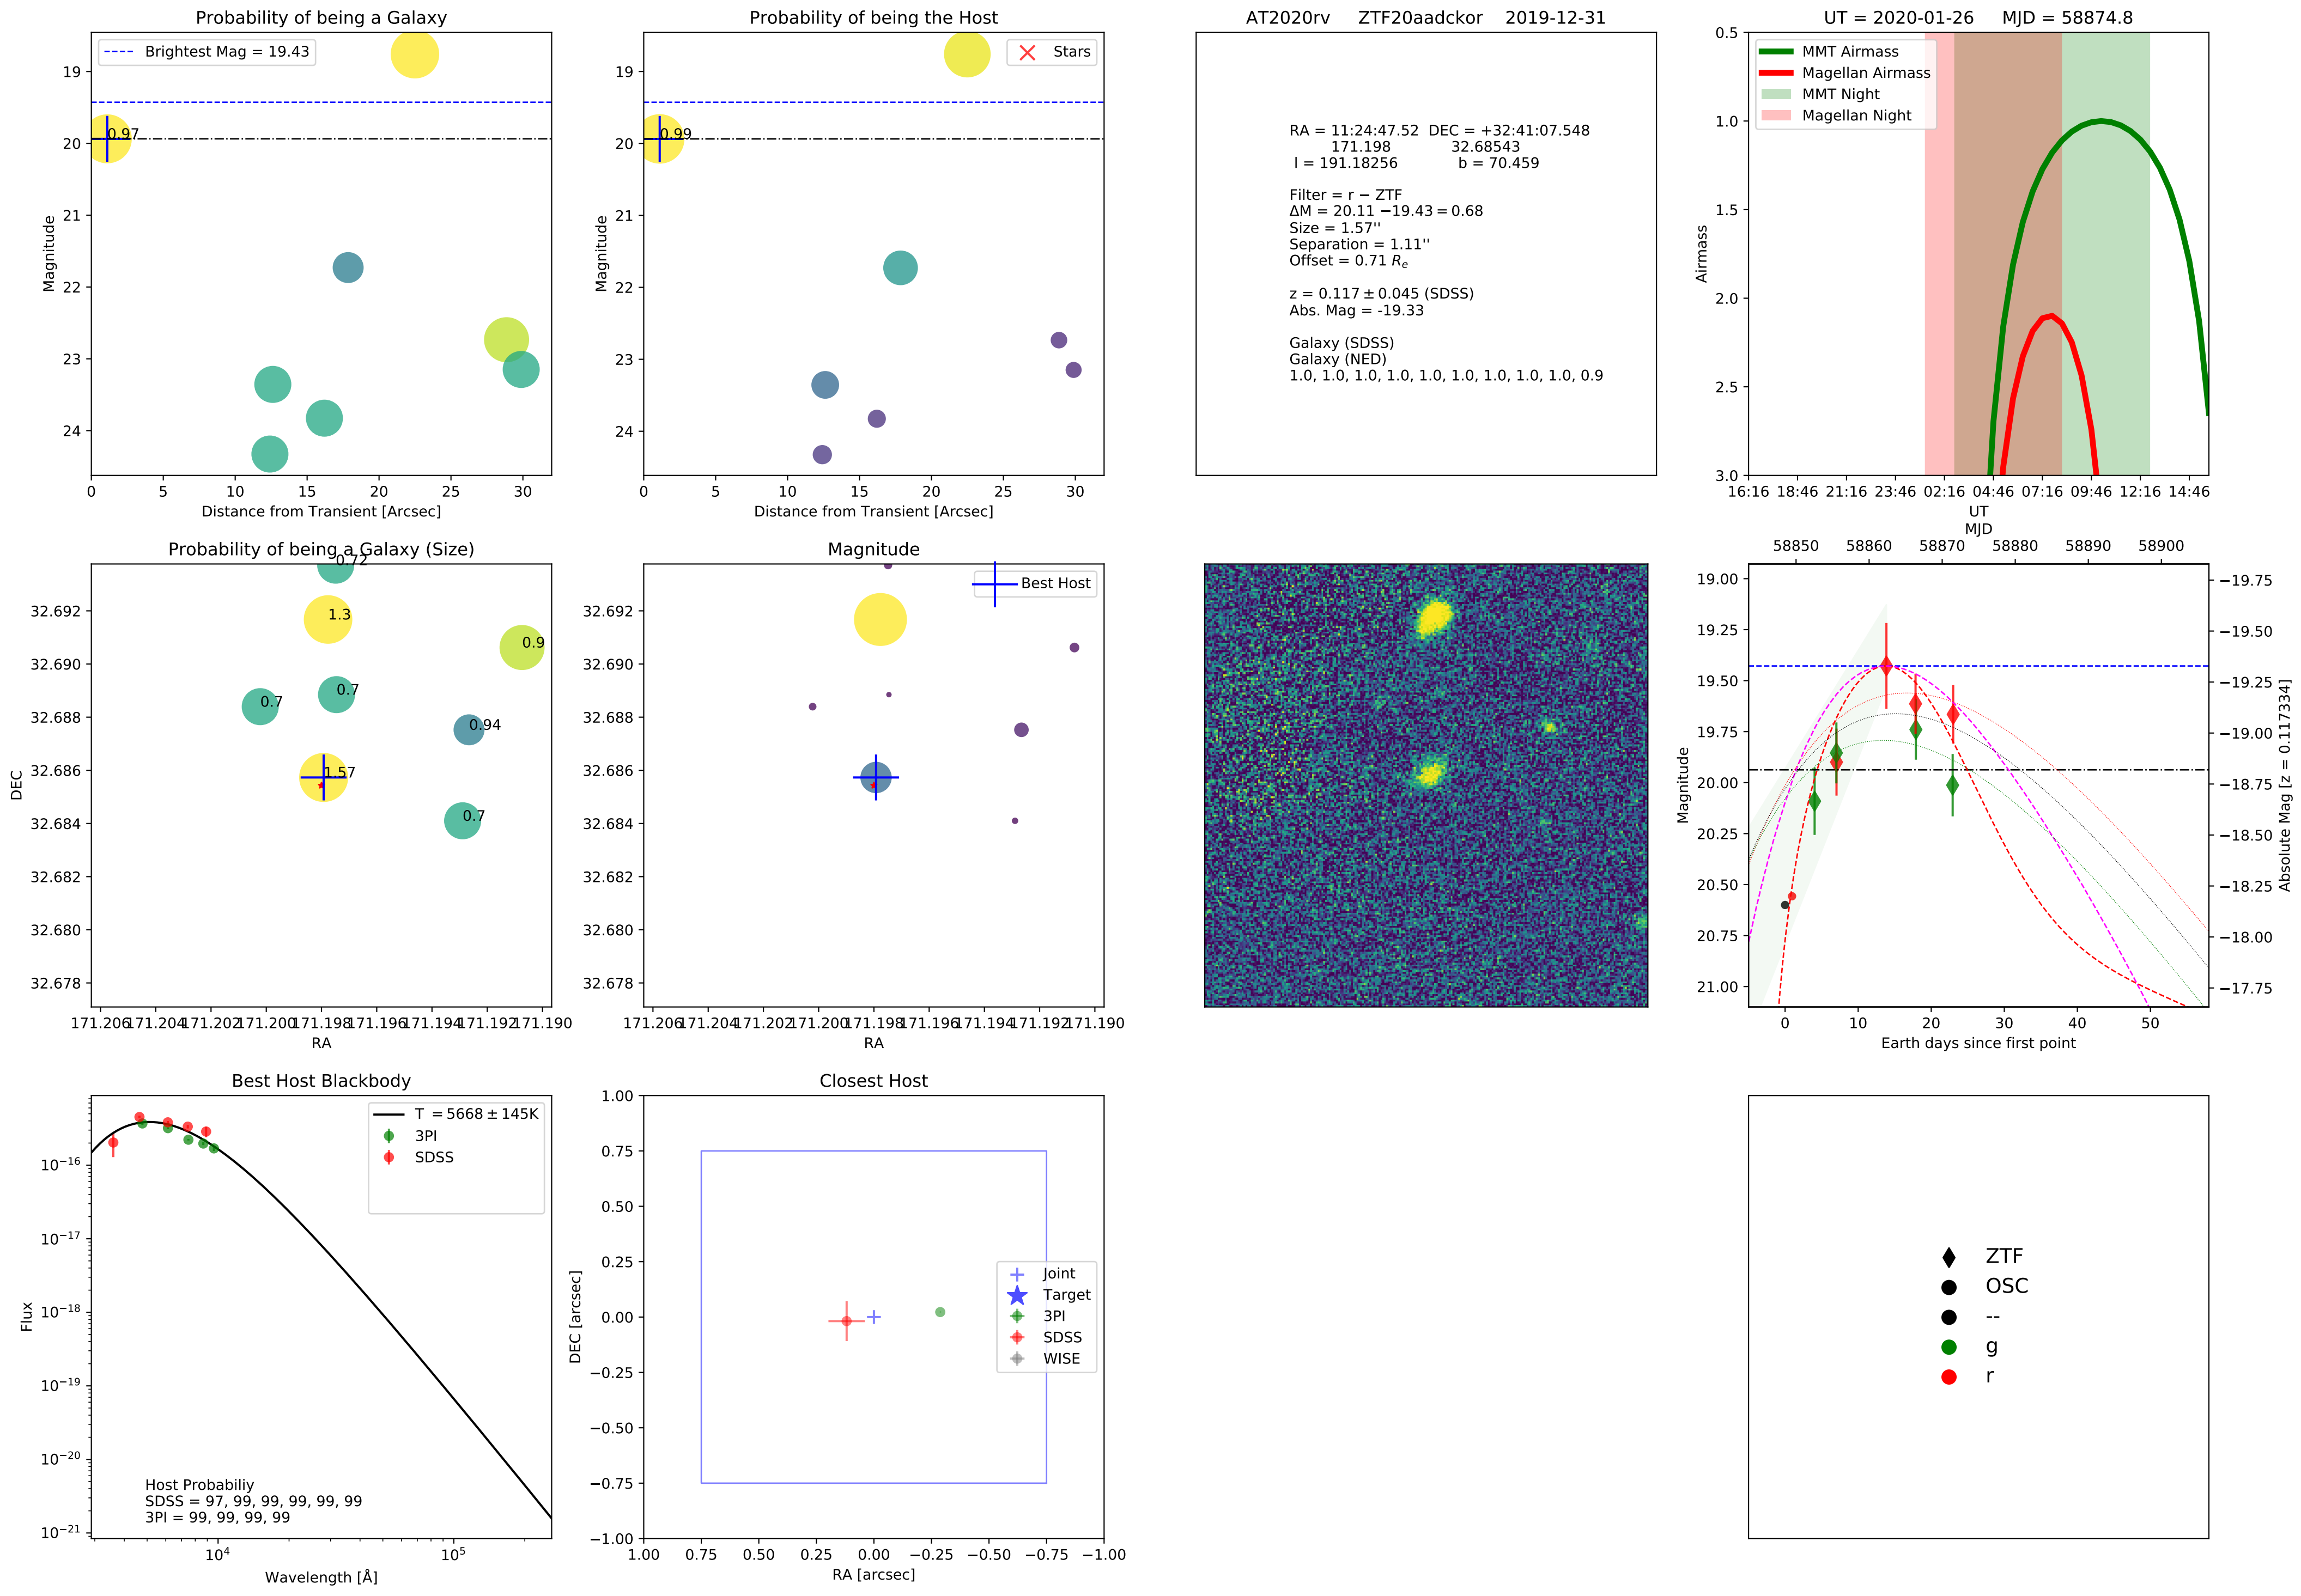 Probability of being a Galaxy
Brightest Mag = 19.43
0.97
19
20
21
22
23
24
Magnitude
0 5 10 15 20 25 30
Distance from Transient [Arcsec]
Probability of being the Host
Stars
0.99
19
20
21
22
23
24
Magnitude
0 5 10 15 20 25 30
Distance from Transient [Arcsec]
AT2020rv ZTF20aadckor 2019-12-31
RA = 11:24:47.52 DEC = +32:41:07.548
171.198 32.68543
l = 191.18256 b = 70.459
Filter = r − ZTF
ΔM = 20.11 −19.43 = 0.68
Size = 1.57''
Separation = 1.11''
Offset = 0.71 Re
z = 0.117 ± 0.045 (SDSS)
Abs. Mag = -19.33
Galaxy (SDSS)
Galaxy (NED)
1.0, 1.0, 1.0, 1.0, 1.0, 1.0, 1.0, 1.0, 1.0, 0.9
UT = 2020-01-26 MJD = 58874.8
MMT Airmass
Magellan Airmass
MMT Night
Magellan Night
0.5
1.0
1.5
2.0
2.5
3.0
Airmass
16:16 18:46 21:16 23:46 02:16 04:46 07:16 09:46 12:16 14:46
UT
Probability of being a Galaxy (Size)
0.72
1.3
0.9
0.7
0.7
0.94
1.57
0.7
32.692
32.690
32.688
32.686
32.684
32.682
32.680
32.678
DEC
171.206 171.204 171.202 171.200 171.198 171.196 171.194 171.192 171.190
RA
Magnitude
Best Host
32.692
32.690
32.688
32.686
32.684
32.682
32.680
32.678
171.206 171.204 171.202 171.200 171.198 171.196 171.194 171.192 171.190
RA
MJD
58850 58860 58870 58880 58890 58900
19.00
19.25
19.50
19.75
20.00
20.25
20.50
20.75
21.00
Magnitude
−19.75
−19.50
−19.25
−19.00
−18.75
−18.50
−18.25
−18.00
−17.75
Absolute Mag [z = 0.117334]
0 10 20 30 40 50
Earth days since first point
Best Host Blackbody
T = 5668 ± 145K
3PI
SDSS
10−16
10−17
10−18
10−19
10−20
10−21
Flux
Host Probabiliy
SDSS = 97, 99, 99, 99, 99, 99
3PI = 99, 99, 99, 99
104 105
Wavelength [Å]
Closest Host
Joint
Target
3PI
SDSS
WISE
1.00
0.75
0.50
0.25
0.00
−0.25
−0.50
−0.75
−1.00
DEC [arcsec]
1.00 0.75 0.50 0.25 0.00 −0.25 −0.50 −0.75 −1.00
RA [arcsec]
ZTF
OSC
--
g
r